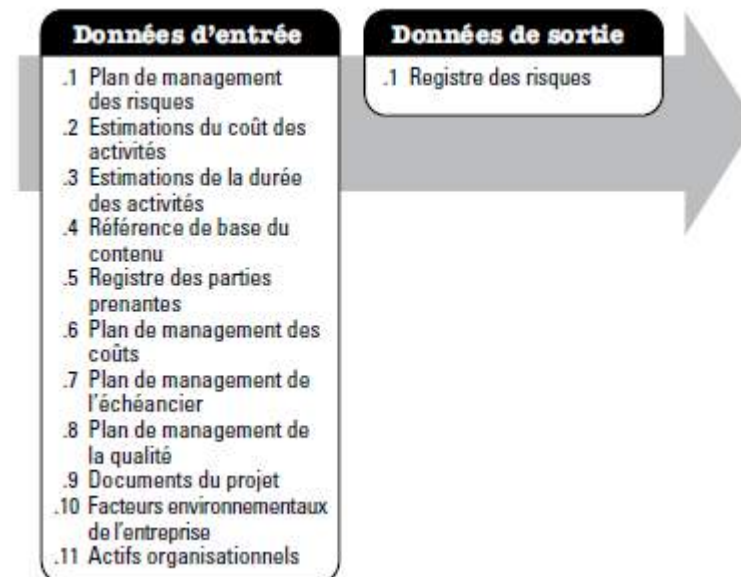 Données d'entrée
.1 Plan de management
des risques
.2 Estimations du coût des
activités
.3 Estimations de la durée
des activités
.4 Référence de base du
contenu
.5 Registre des parties
prenantes
.6 Plan de management des
coûts
.7 Plan de management de
l'échéancier
.8 Plan de management de
la qualité
.9 Documents du projet
.10 Facteurs environnementaux
de l'entreprise
.11 Actifs organisationnels
Données de sortie
.1 Registre des risques